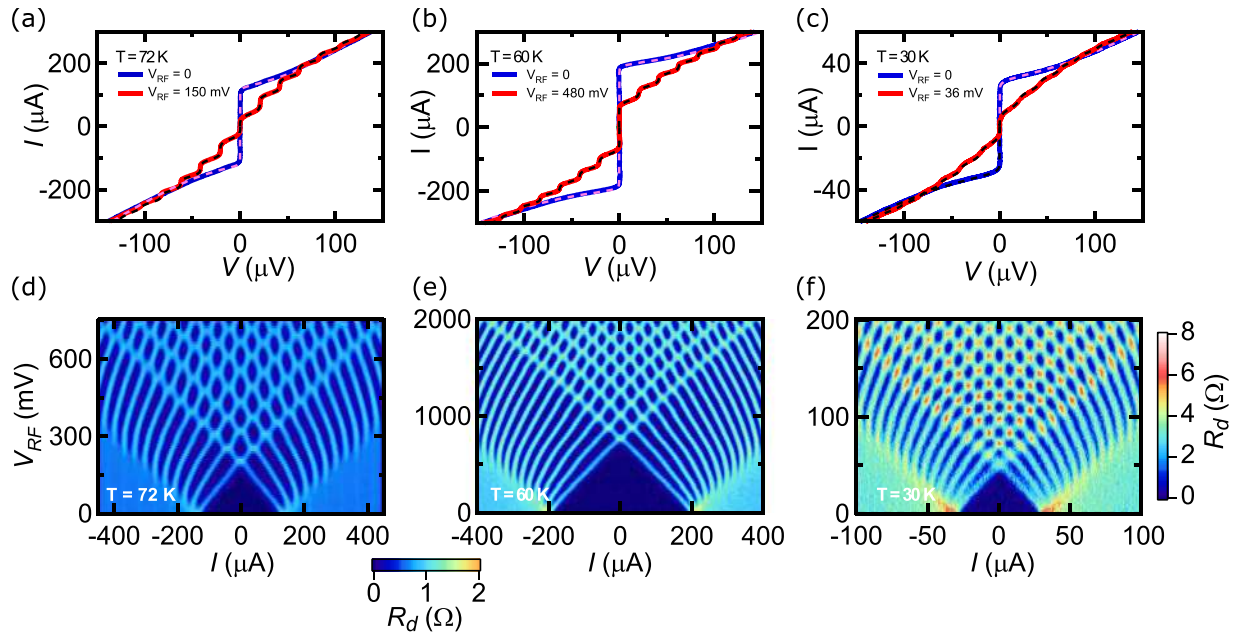 (a)
(b)
(c)
T = 72 K
V_RF = 0
V_RF = 150 mV
T = 60 K
V_RF = 0
V_RF = 480 mV
T = 30 K
V_RF = 0
V_RF = 36 mV
I (µA)
200
0
-200
-100 0 100
V (µV)
I (µA)
200
0
-200
-100 0 100
V (µV)
I (µA)
40
0
-40
-100 0 100
V (µV)
(d)
(e)
(f)
V_RF (mV)
600
300
0
T = 72 K
-400 -200 0 200 400
I (µA)
2000
1000
0
T = 60 K
-400 -200 0 200 400
I (µA)
200
100
0
T = 30 K
-100 -50 0 50 100
I (µA)
8
6
4
2
0
R_d (Ω)
0 1 2
R_d (Ω)